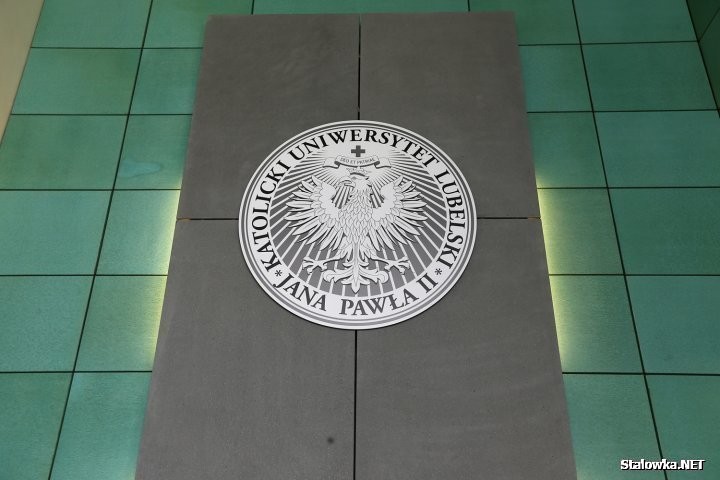 KATOLICKI UNIWERSYTET LUBELSKI
* JANA PAWŁA II *
DEO ET PATRIAE
Stalowka.NET